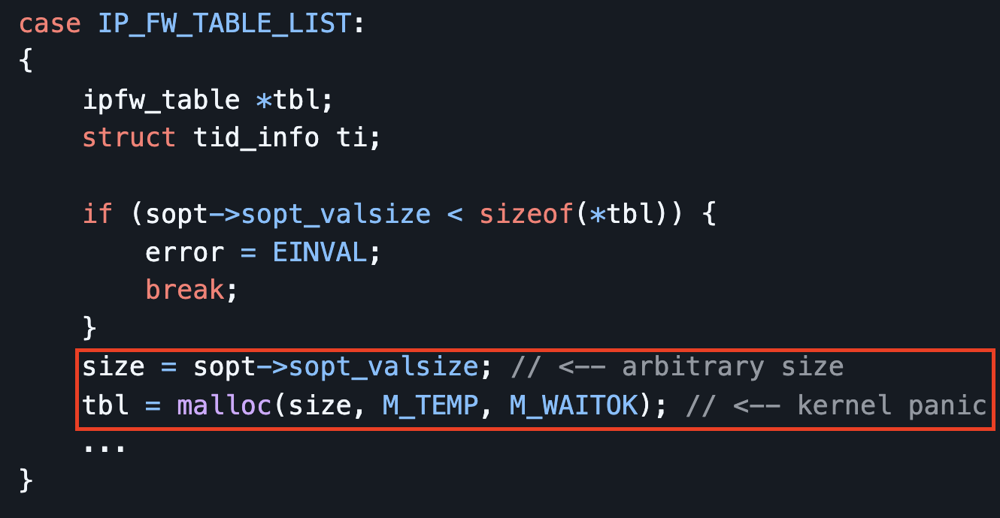 case IP_FW_TABLE_LIST:
{
    ipfw_table *tbl;
    struct tid_info ti;

    if (sopt->sopt_valsize < sizeof(*tbl)) {
        error = EINVAL;
        break;
    }
    size = sopt->sopt_valsize; // <-- arbitrary size
    tbl = malloc(size, M_TEMP, M_WAITOK); // <-- kernel panic
    ...
}